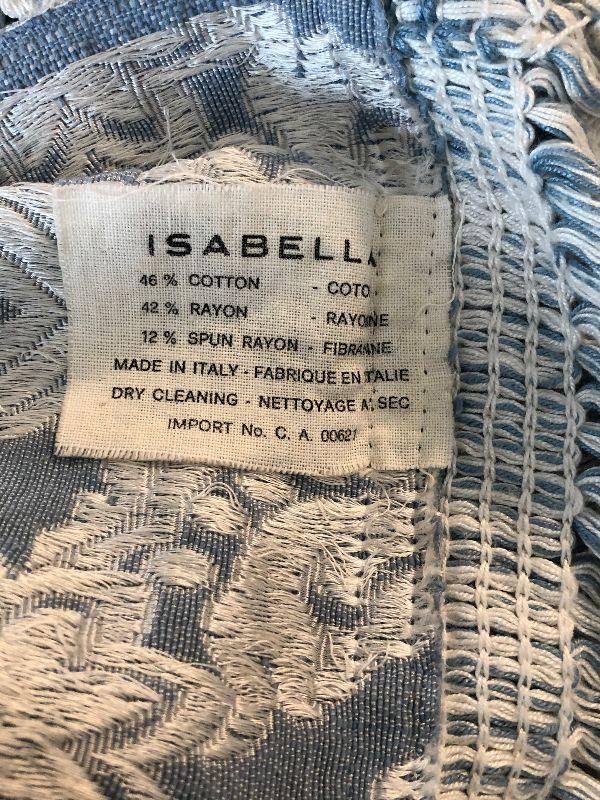 ISABELLA
46 % COTTON - COTO
42 % RAYON - RAYONNE
12 % SPUN RAYON - FIBRANNE
MADE IN ITALY - FABRIQUE EN ITALIE
DRY CLEANING - NETTOYAGE A SEC
IMPORT No. C. A. 00627